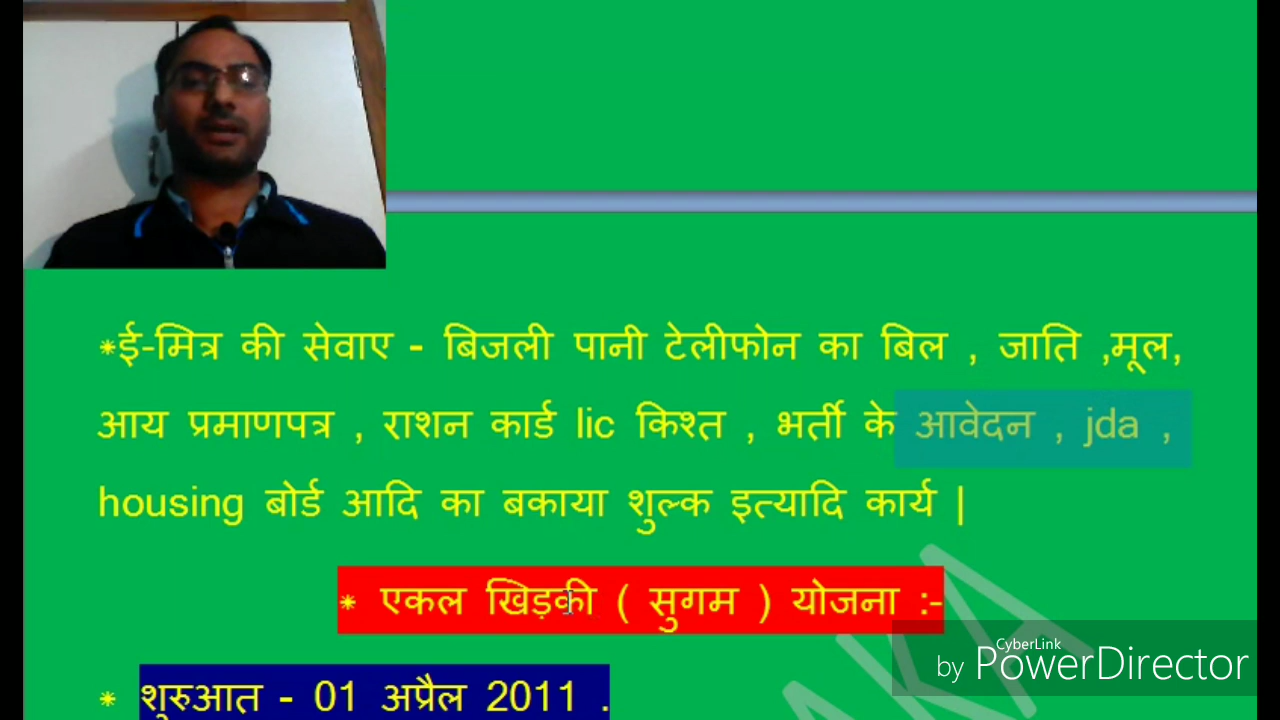 *ई-मित्र की सेवाए - बिजली पानी टेलीफोन का बिल , जाति ,मूल,
आय प्रमाणपत्र , राशन कार्ड lic किश्त , भर्ती के आवेदन , jda ,
housing बोर्ड आदि का बकाया शुल्क इत्यादि कार्य |
* एकल खिड़की ( सुगम ) योजना :-
* शुरुआत - 01 अप्रैल 2011 .
CyberLink
by PowerDirector